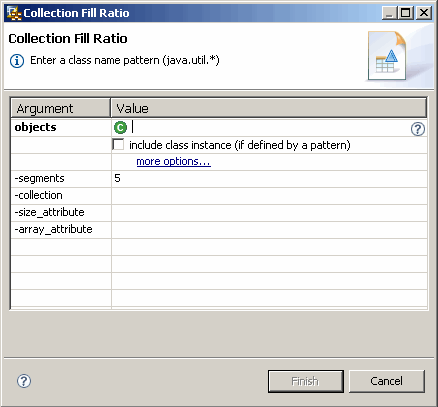 Collection Fill Ratio
Collection Fill Ratio
Enter a class name pattern (java.util.*)
Argument Value
objects
include class instance (if defined by a pattern)
more options...
-segments 5
-collection
-size_attribute
-array_attribute
Finish Cancel